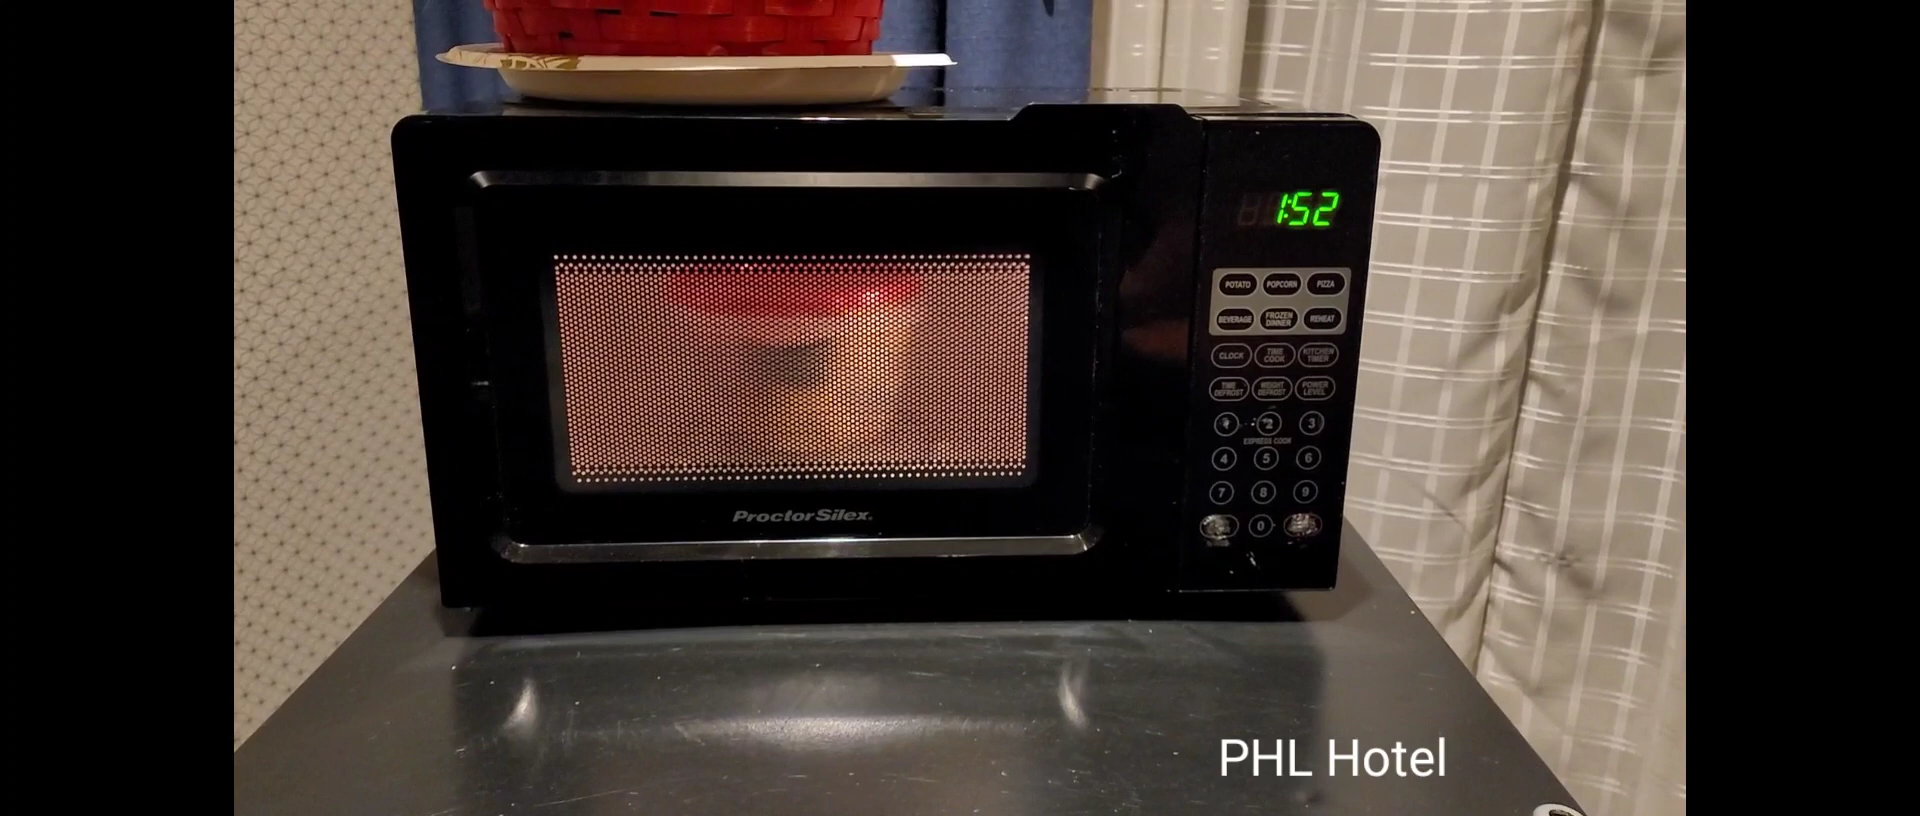 1:52
POTATO POPCORN PIZZA
BEVERAGE FROZEN DINNER REHEAT
CLOCK TIME COOK KITCHEN TIMER
TIME DEFROST WEIGHT DEFROST POWER LEVEL
2 3
EXPRESS COOK
4 5 6
7 8 9
0
ProctorSilex.
PHL Hotel